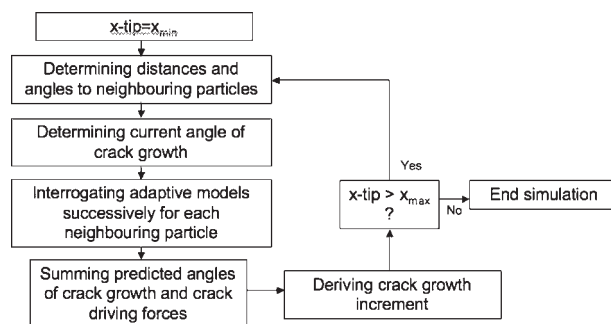 x-tip=xmin
Determining distances and
angles to neighbouring particles
Determining current angle of
crack growth
Interrogating adaptive models
successively for each
neighbouring particle
Summing predicted angles
of crack growth and crack
driving forces
Deriving crack growth
increment
Yes
x-tip > xmax
?
No
End simulation